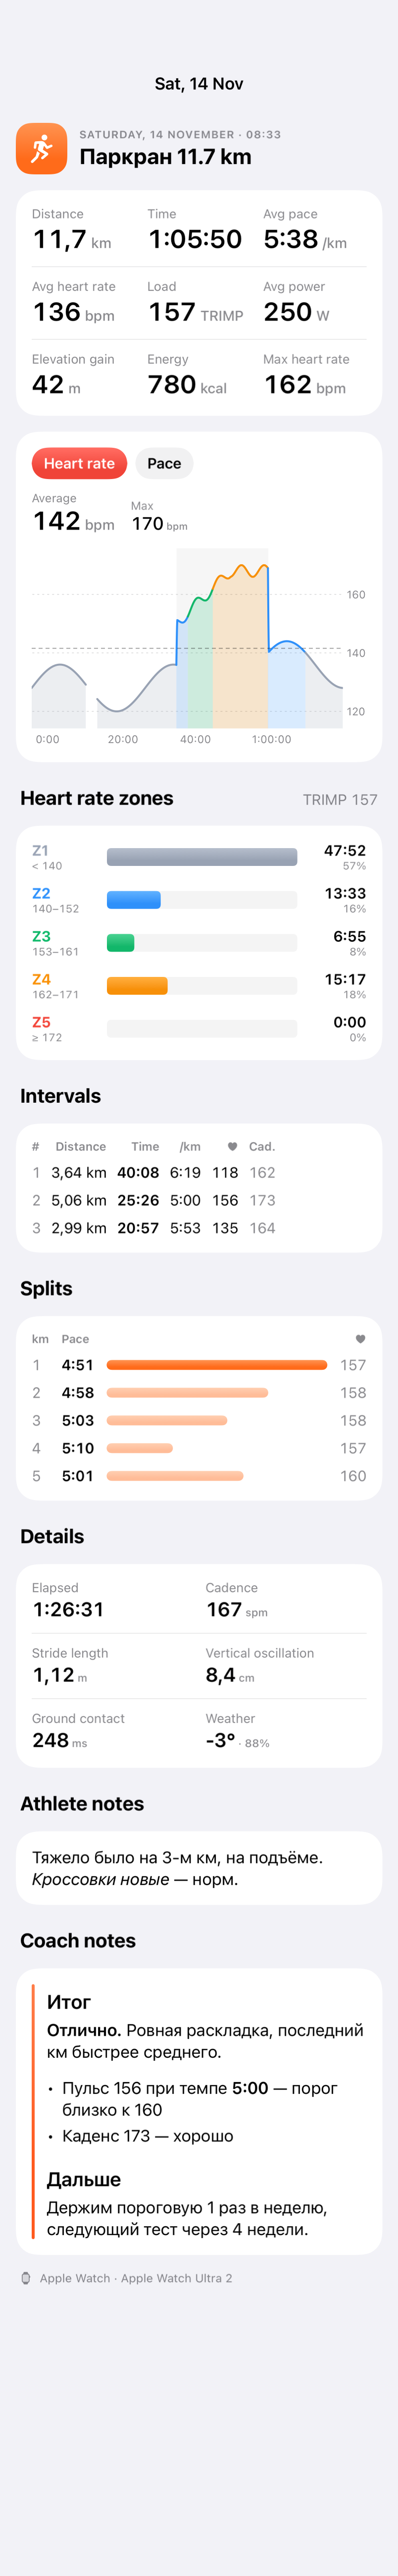 Sat, 14 Nov
SATURDAY, 14 NOVEMBER · 08:33
Паркран 11.7 km
Distance Time Avg pace
11,7 km 1:05:50 5:38 /km
Avg heart rate Load Avg power
136 bpm 157 TRIMP 250 W
Elevation gain Energy Max heart rate
42 m 780 kcal 162 bpm
Heart rate Pace
Average Max
142 bpm 170 bpm
160
140
120
0:00 20:00 40:00 1:00:00
Heart rate zones TRIMP 157
Z1 47:52
< 140 57%
Z2 13:33
140–152 16%
Z3 6:55
153–161 8%
Z4 15:17
162–171 18%
Z5 0:00
≥ 172 0%
Intervals
# Distance Time /km ♥ Cad.
1 3,64 km 40:08 6:19 118 162
2 5,06 km 25:26 5:00 156 173
3 2,99 km 20:57 5:53 135 164
Splits
km Pace ♥
1 4:51 157
2 4:58 158
3 5:03 158
4 5:10 157
5 5:01 160
Details
Elapsed Cadence
1:26:31 167 spm
Stride length Vertical oscillation
1,12 m 8,4 cm
Ground contact Weather
248 ms -3° · 88%
Athlete notes
Тяжело было на 3-м км, на подъёме.
Кроссовки новые — норм.
Coach notes
Итог
Отлично. Ровная раскладка, последний
км быстрее среднего.
• Пульс 156 при темпе 5:00 — порог
близко к 160
• Каденс 173 — хорошо
Дальше
Держим пороговую 1 раз в неделю,
следующий тест через 4 недели.
Apple Watch · Apple Watch Ultra 2